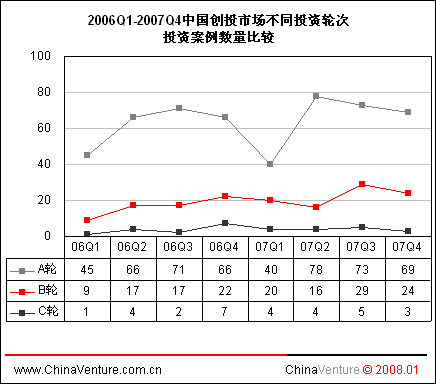 2006Q1-2007Q4中国创投市场不同投资轮次
投资案例数量比较
100
80
60
40
20
0
06Q1 06Q2 06Q3 06Q4 07Q1 07Q2 07Q3 07Q4
A轮 45 66 71 66 40 78 73 69
B轮 9 17 17 22 20 16 29 24
C轮 1 4 2 7 4 4 5 3
www.ChinaVenture.com.cn ChinaVenture © 2008.01